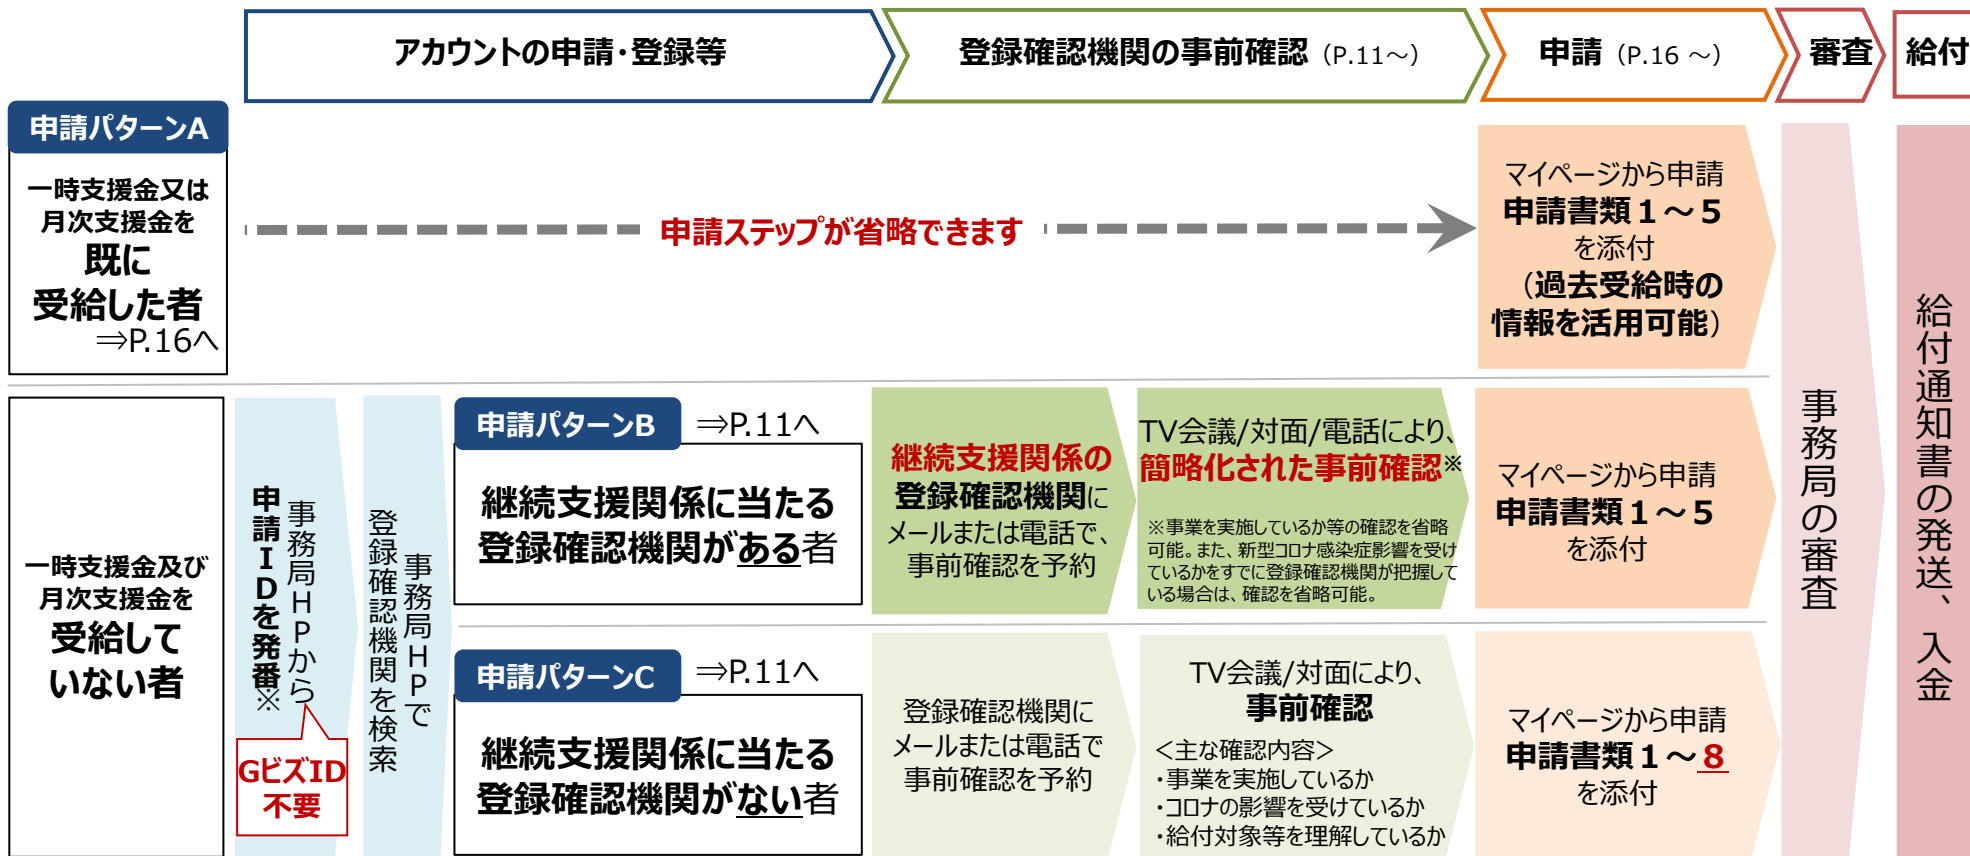 アカウントの申請・登録等
登録確認機関の事前確認（P.11～）
申請（P.16 ～）
審査
給付
申請パターンA
一時支援金又は
月次支援金を
既に
受給した者
⇒P.16へ
申請ステップが省略できます
マイページから申請
申請書類１～５
を添付
（過去受給時の
情報を活用可能）
一時支援金及び
月次支援金を
受給して
いない者
事務局ＨＰから
申請ＩＤを発番※
GビズID
不要
事務局ＨＰで
登録確認機関を検索
申請パターンB
⇒P.11へ
継続支援関係に当たる
登録確認機関がある者
継続支援関係の
登録確認機関に
メールまたは電話で、
事前確認を予約
TV会議/対面/電話により、
簡略化された事前確認※
※事業を実施しているか等の確認を省略
可能。また、新型コロナ感染症影響を受け
ているかをすでに登録確認機関が把握して
いる場合は、確認を省略可能。
マイページから申請
申請書類１～５
を添付
申請パターンC
⇒P.11へ
継続支援関係に当たる
登録確認機関がない者
登録確認機関に
メールまたは電話で
事前確認を予約
TV会議/対面により、
事前確認
＜主な確認内容＞
・事業を実施しているか
・コロナの影響を受けているか
・給付対象等を理解しているか
マイページから申請
申請書類１～８
を添付
事務局の審査
給付通知書の発送、入金